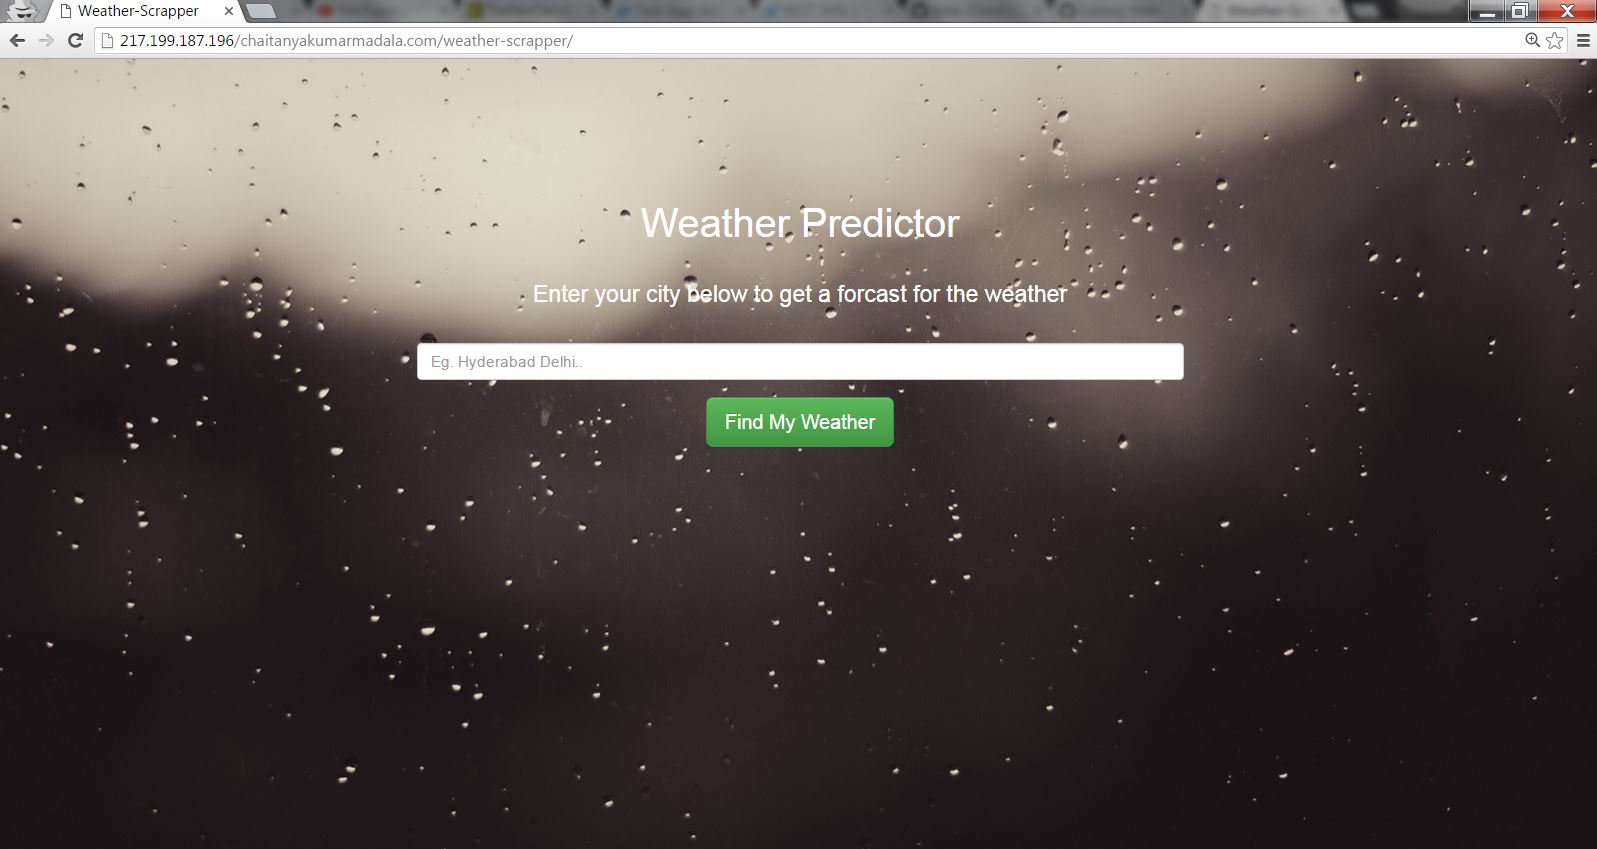 Weather-Scrapper
217.199.187.196/chaitanyakumarmadala.com/weather-scrapper/
Weather Predictor
Enter your city below to get a forcast for the weather
Eg. Hyderabad Delhi..
Find My Weather